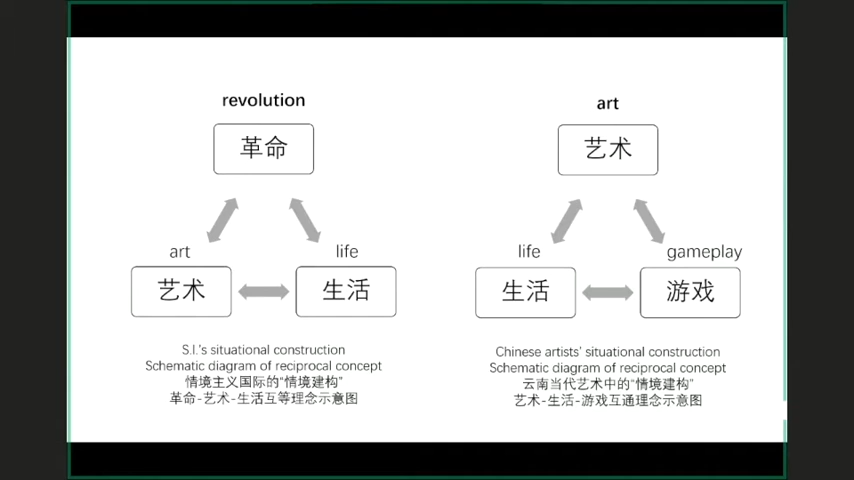 revolution
革命
art
life
艺术
生活
S.I.'s situational construction
Schematic diagram of reciprocal concept
情境主义国际的“情境建构”
革命-艺术-生活互等理念示意图
art
艺术
life
gameplay
生活
游戏
Chinese artists' situational construction
Schematic diagram of reciprocal concept
云南当代艺术中的“情境建构”
艺术-生活-游戏互通理念示意图